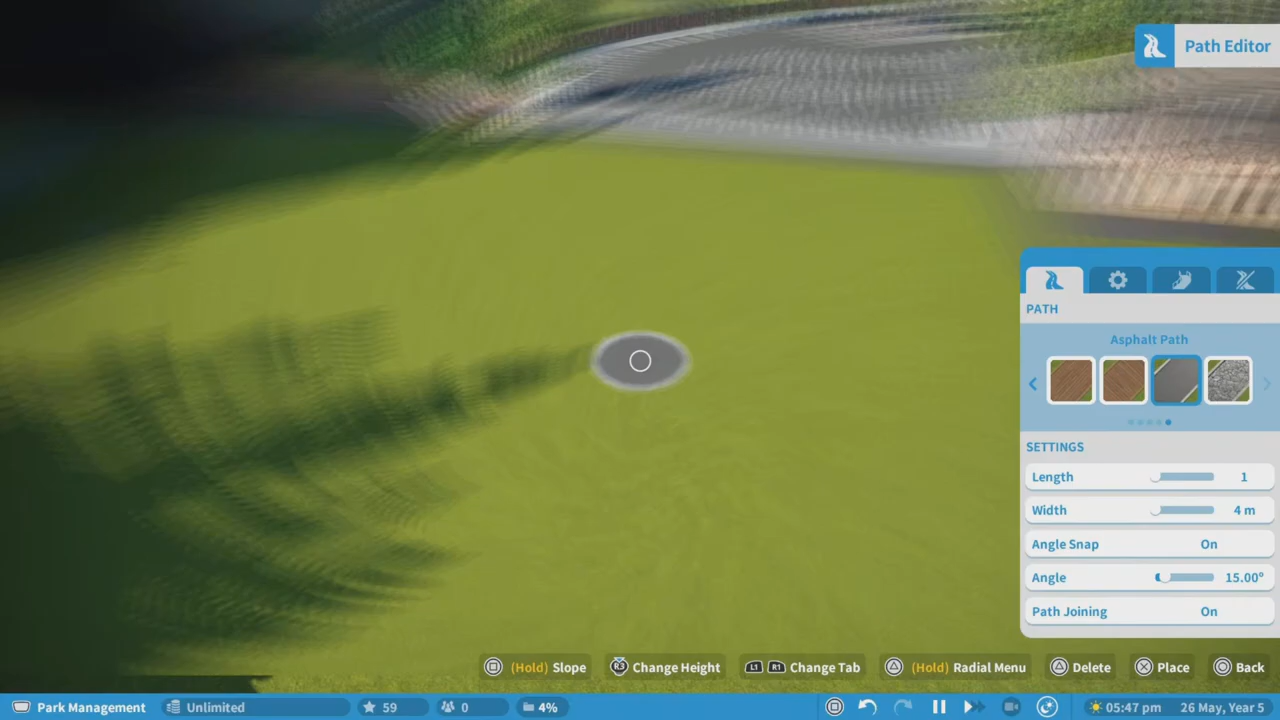 Path Editor
PATH
Asphalt Path
SETTINGS
Length 1
Width 4 m
Angle Snap On
Angle 15.00°
Path Joining On
(Hold) Slope R3 Change Height L1 R1 Change Tab (Hold) Radial Menu Delete Place Back
Park Management Unlimited 59 0 4% 05:47 pm 26 May, Year 5